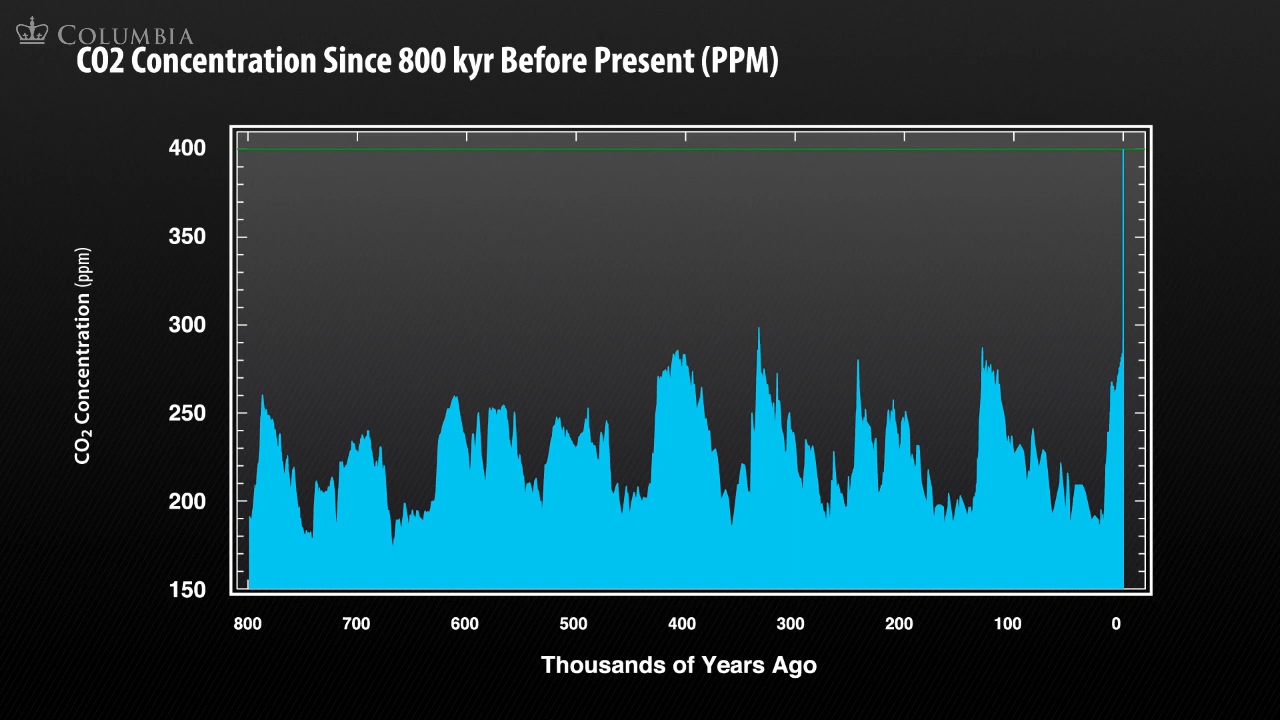 COLUMBIA
C02 Concentration Since 800 kyr Before Present (PPM)
400
350
300
250
200
150
CO₂ Concentration (ppm)
800 700 600 500 400 300 200 100 0
Thousands of Years Ago